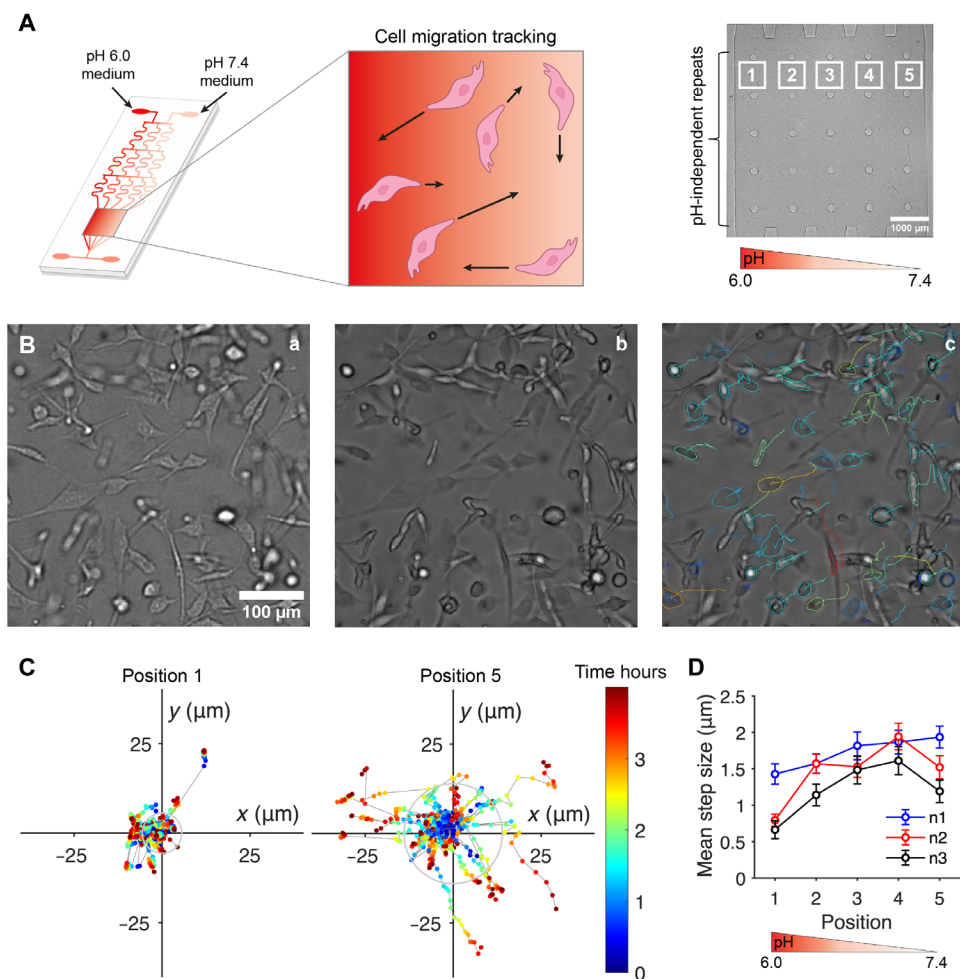 A
pH 6.0
medium
pH 7.4
medium
Cell migration tracking
pH-independent repeats
1 2 3 4 5
1000 µm
pH
6.0 7.4
B
a
100 µm
b
c
C
Position 1
y (µm)
25
x (µm)
-25 25
-25
Position 5
y (µm)
25
x (µm)
-25 25
-25
Time hours
3
2
1
0
D
Mean step size (µm)
2.5
2
1.5
1
0.5
0
n1
n2
n3
1 2 3 4 5
Position
pH
6.0 7.4